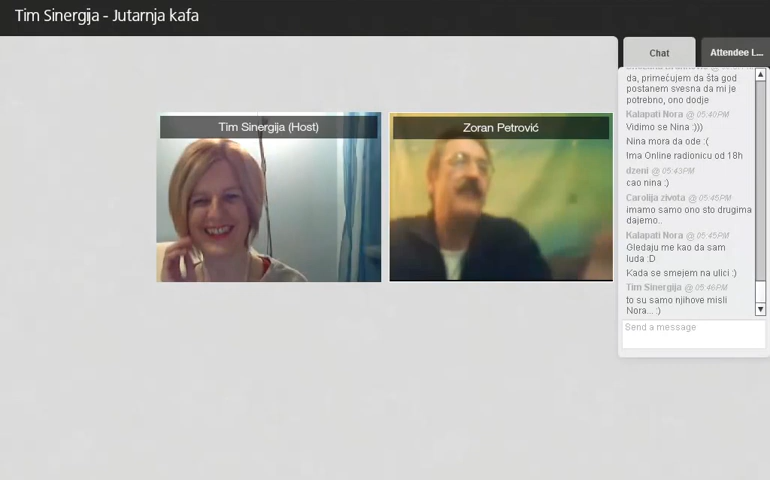 Tim Sinergija - Jutarnja kafa
Chat
Attendee L...
Tim Sinergija (Host)
Zoran Petrović
da, primećujem da šta god
postanem svesna da mi je
potrebno, ono dodje
Kalapati Nora @ 05:40PM
Vidimo se Nina :)))
Nina mora da ode :(
Ima Online radionicu od 18h
dzeni @ 05:43PM
cao nina :)
Carolija zivota @ 05:45PM
imamo samo ono sto drugima
dajemo..
Kalapati Nora @ 05:45PM
Gledaju me kao da sam
luda :D
Kada se smejem na ulici :)
Tim Sinergija @ 05:46PM
to su samo njihove misli
Nora... :)
Send a message